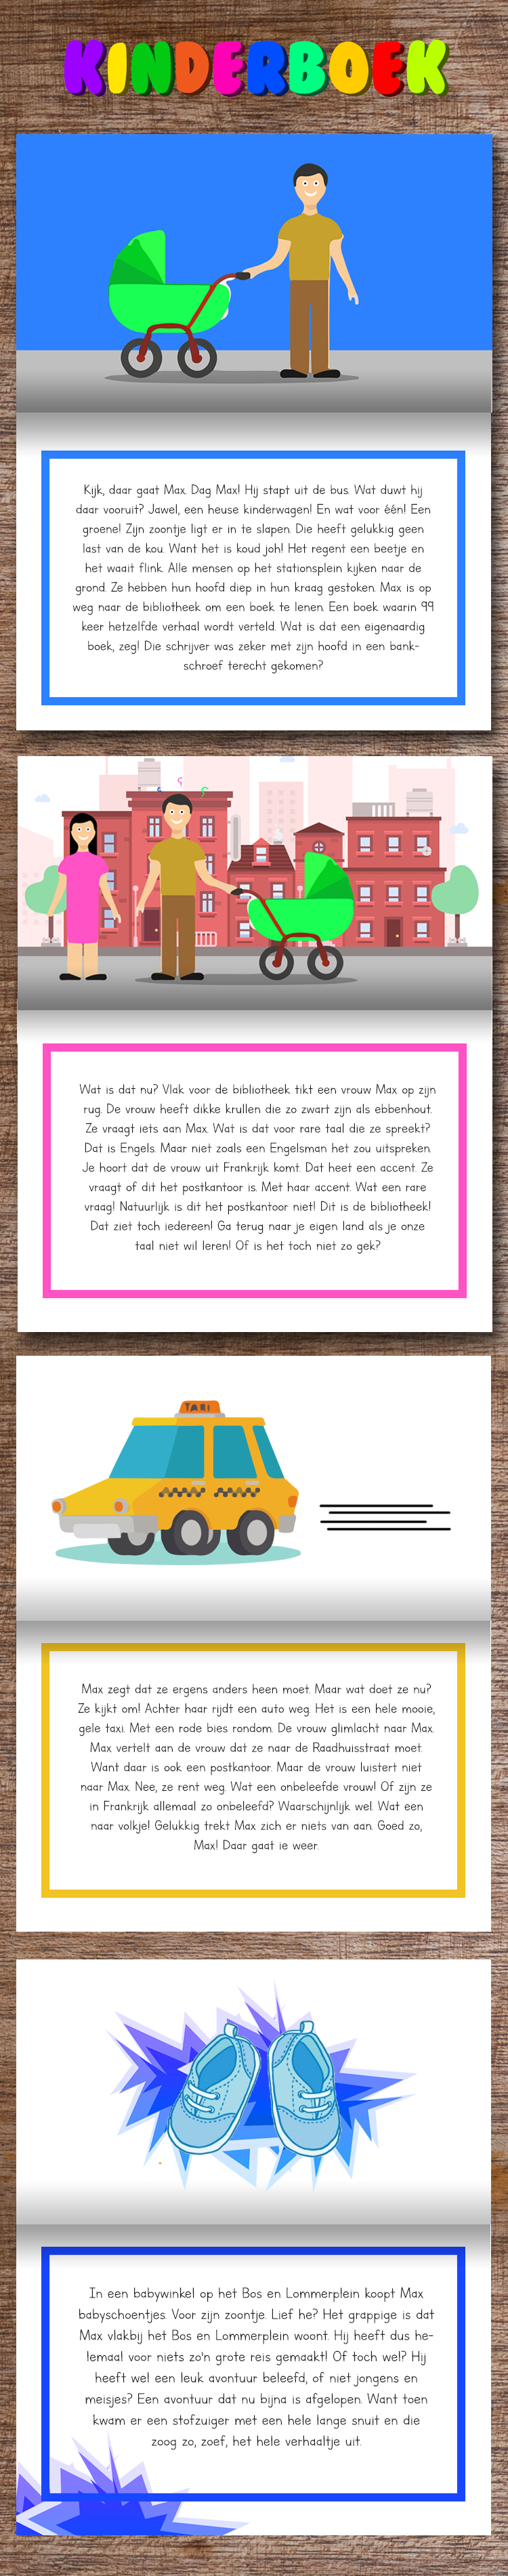 KINDERBOEK
Kijk, daar gaat Max. Dag Max! Hij stapt uit de bus. Wat duwt hij
daar vooruit? Jawel, een heuse kinderwagen! En wat voor één! Een
groene! Zijn zoontje ligt er in te slapen. Die heeft gelukkig geen
last van de kou. Want het is koud joh! Het regent een beetje en
het waait flink. Alle mensen op het stationsplein kijken naar de
grond. Ze hebben hun hoofd diep in hun kraag gestoken. Max is op
weg naar de bibliotheek om een boek te lenen. Een boek waarin 99
keer hetzelfde verhaal wordt verteld. Wat is dat een eigenaardig
boek, zeg! Die schrijver was zeker met zijn hoofd in een bank-
schroef terecht gekomen?
Wat is dat nu? Vlak voor de bibliotheek tikt een vrouw Max op zijn
rug. De vrouw heeft dikke krullen die zo zwart zijn als ebbenhout.
Ze vraagt iets aan Max. Wat is dat voor rare taal die ze spreekt?
Dat is Engels. Maar niet zoals een Engelsman het zou uitspreken.
Je hoort dat de vrouw uit Frankrijk komt. Dat heet een accent. Ze
vraagt of dit het postkantoor is. Met haar accent. Wat een rare
vraag! Natuurlijk is dit het postkantoor niet! Dit is de bibliotheek!
Dat ziet toch iedereen! Ga terug naar je eigen land als je onze
taal niet wil leren! Of is het toch niet zo gek?
TAXI
Max zegt dat ze ergens anders heen moet. Maar wat doet ze nu?
Ze kijkt om! Achter haar rijdt een auto weg. Het is een hele mooie,
gele taxi. Met een rode bies rondom. De vrouw glimlacht naar Max.
Max vertelt aan de vrouw dat ze naar de Raadhuisstraat moet.
Want daar is ook een postkantoor. Maar de vrouw luistert niet
naar Max. Nee, ze rent weg. Wat een onbeleefde vrouw! Of zijn ze
in Frankrijk allemaal zo onbeleefd? Waarschijnlijk wel. Wat een
naar volkje! Gelukkig trekt Max zich er niets van aan. Goed zo,
Max! Daar gaat ie weer.
In een babywinkel op het Bos en Lommerplein koopt Max
babyschoentjes. Voor zijn zoontje. Lief he? Het grappige is dat
Max vlakbij het Bos en Lommerplein woont. Hij heeft dus he-
lemaal voor niets zo'n grote reis gemaakt! Of toch wel? Hij
heeft wel een leuk avontuur beleefd, of niet jongens en
meisjes? Een avontuur dat nu bijna is afgelopen. Want toen
kwam er een stofzuiger met een hele lange snuit en die
zoog zo, zoef, het hele verhaaltje uit.